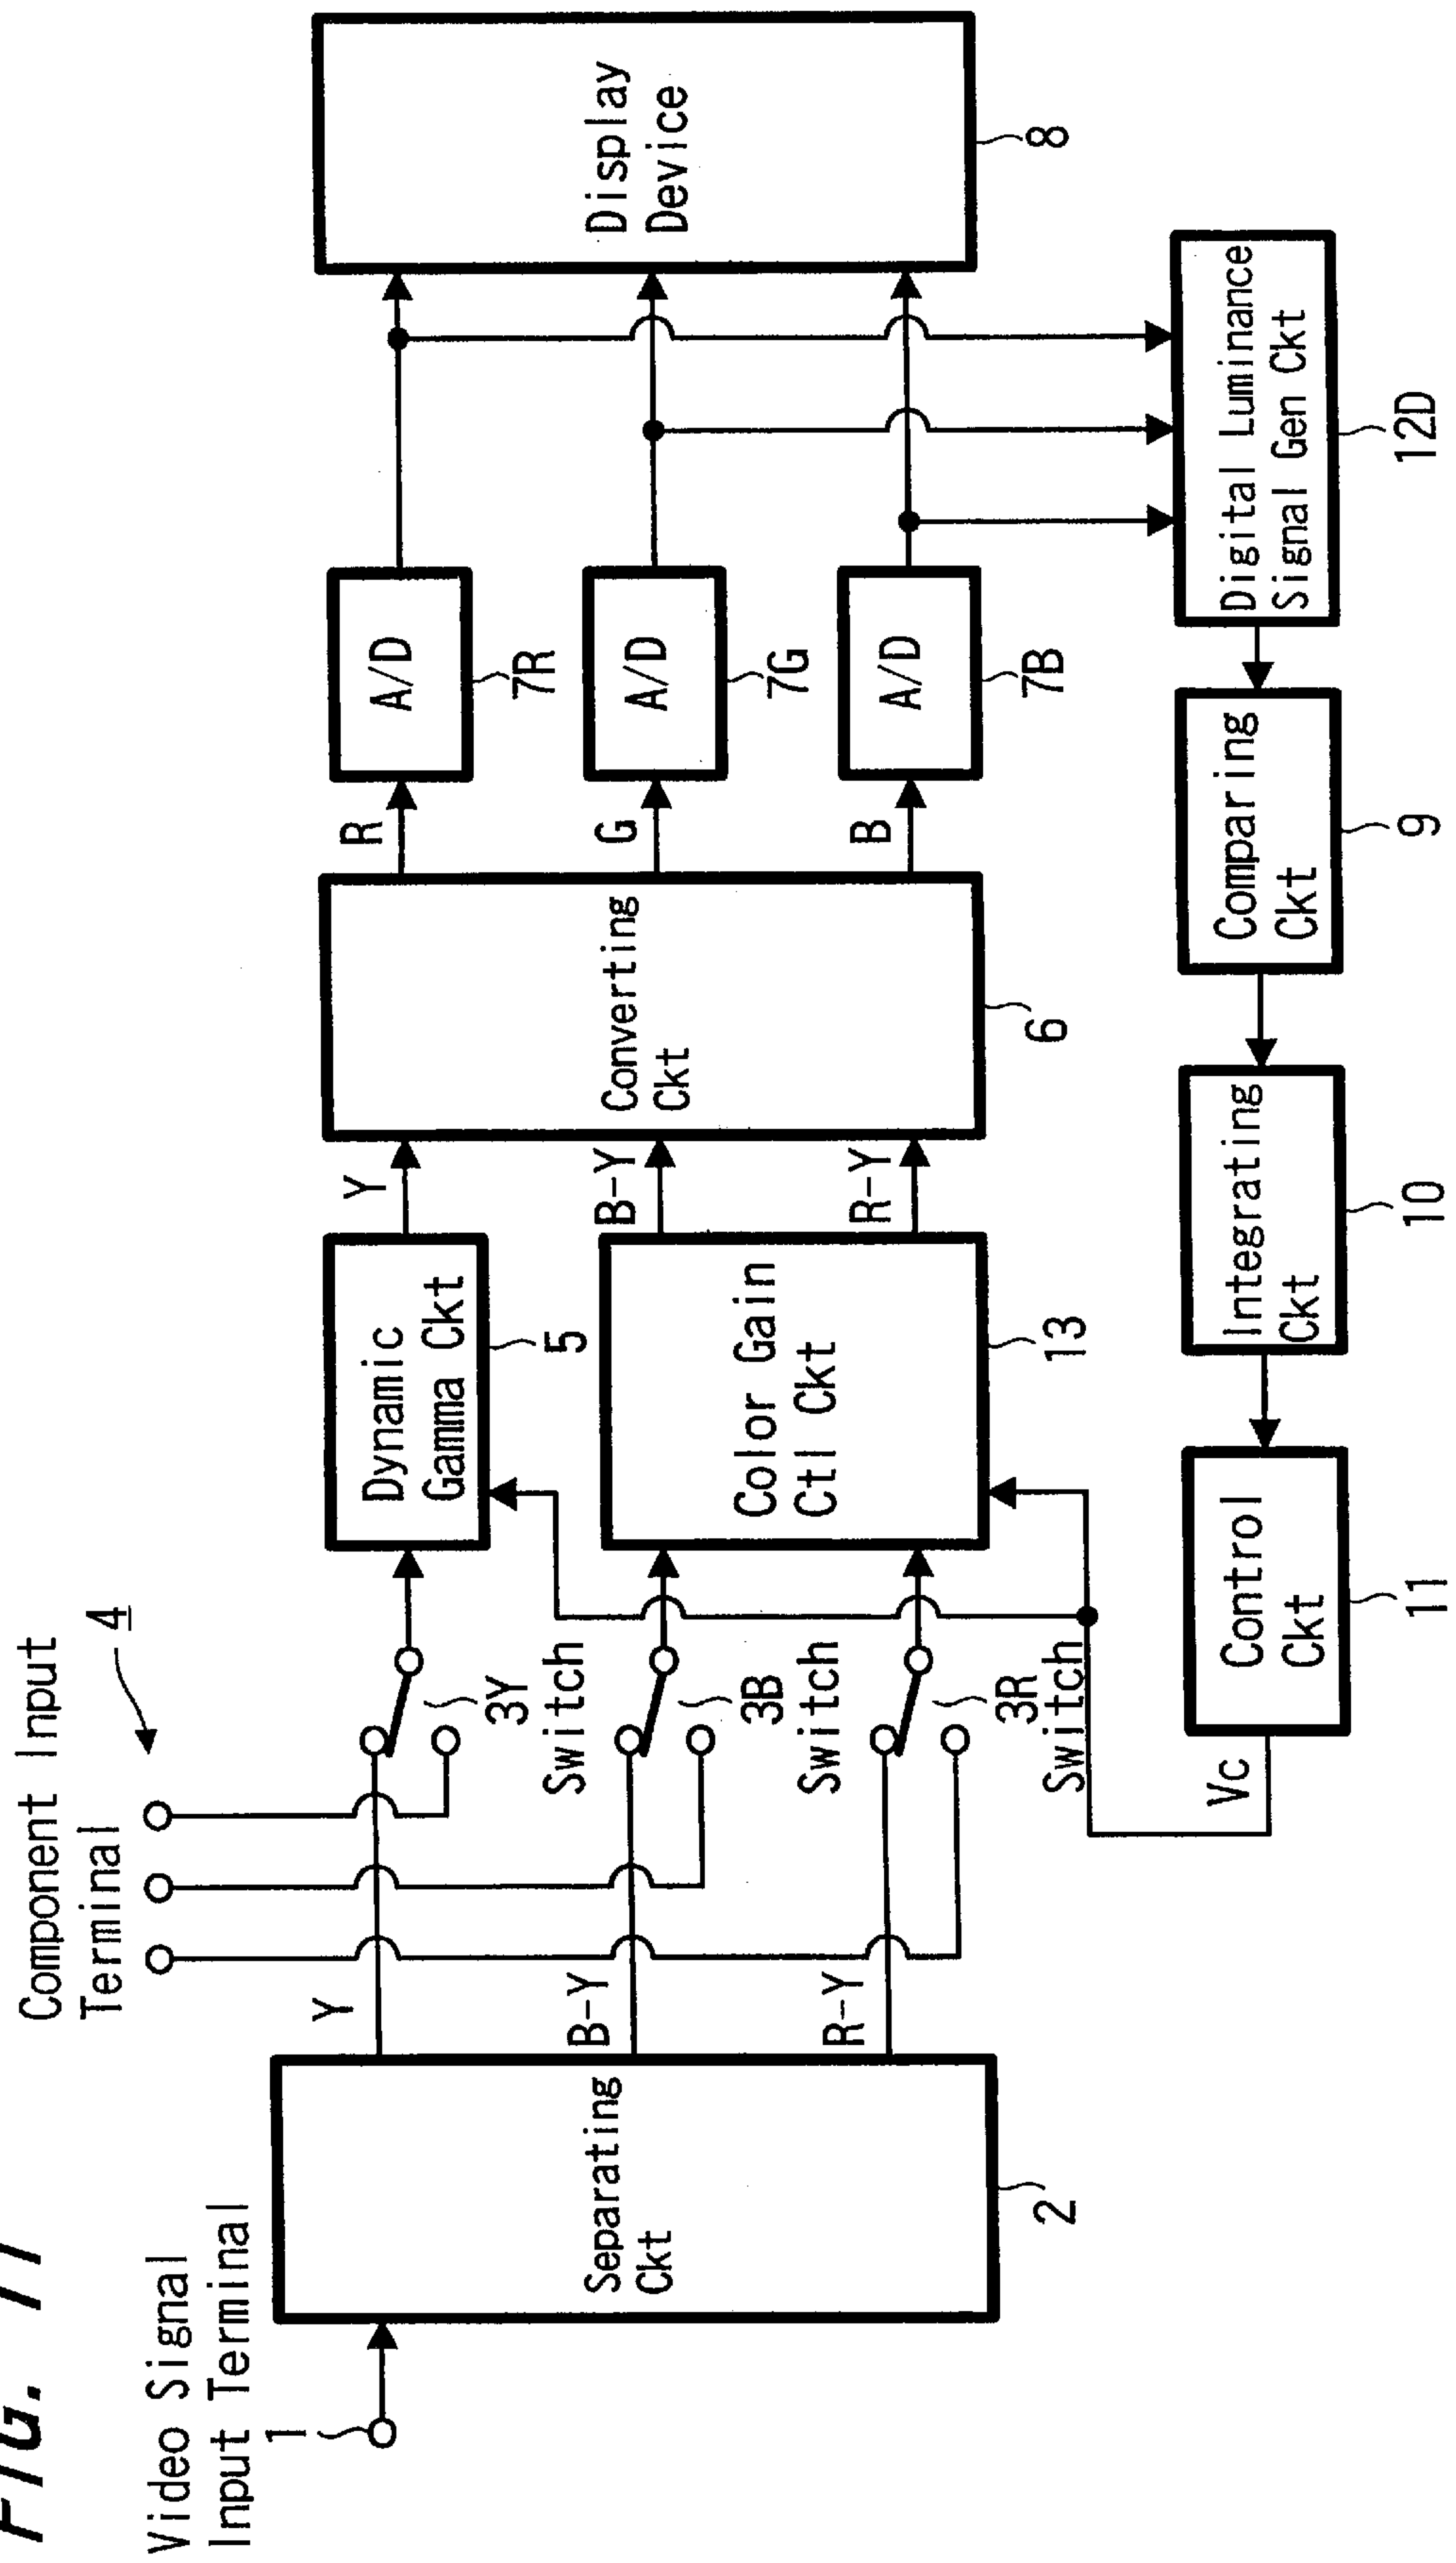 FIG. 11
Component Input
Terminal
4
Video Signal
Input Terminal
1
Separating
Ckt
2
Y
B-Y
R-Y
3Y
Switch
3B
Switch
3R
Switch
Dynamic
Gamma Ckt
5
Color Gain
Ctl Ckt
13
Y
B-Y
R-Y
Converting
Ckt
6
R
G
B
A/D
7R
A/D
7G
A/D
7B
Display
Device
8
Vc
Control
Ckt
11
Integrating
Ckt
10
Comparing
Ckt
9
Digital Luminance
Signal Gen Ckt
12D